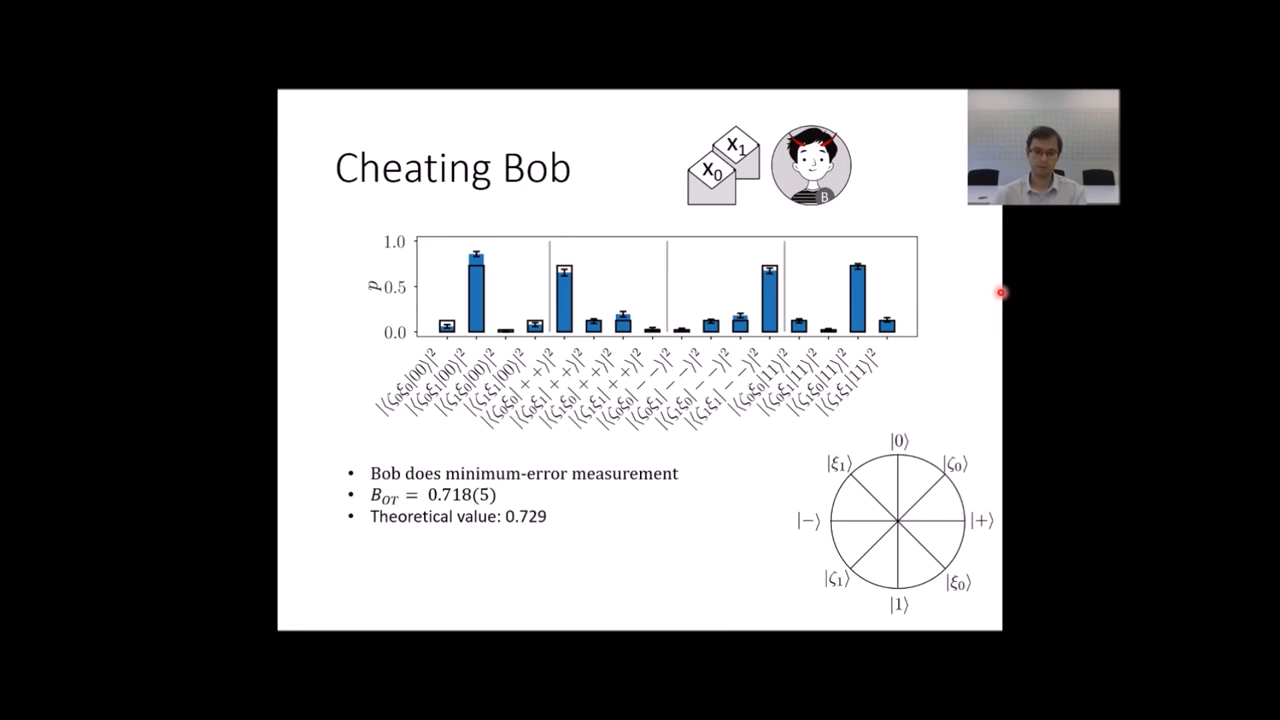 Cheating Bob
X₀
X₁
B
1.0
p
0.5
0.0
|⟨ζ₀ξ₀|00⟩|²
|⟨ζ₀ξ₁|00⟩|²
|⟨ζ₁ξ₀|00⟩|²
|⟨ζ₁ξ₁|00⟩|²
|⟨ζ₀ξ₀|++⟩|²
|⟨ζ₀ξ₁|++⟩|²
|⟨ζ₁ξ₀|++⟩|²
|⟨ζ₁ξ₁|++⟩|²
|⟨ζ₀ξ₀|−−⟩|²
|⟨ζ₀ξ₁|−−⟩|²
|⟨ζ₁ξ₀|−−⟩|²
|⟨ζ₁ξ₁|−−⟩|²
|⟨ζ₀ξ₀|11⟩|²
|⟨ζ₀ξ₁|11⟩|²
|⟨ζ₁ξ₀|11⟩|²
|⟨ζ₁ξ₁|11⟩|²
• Bob does minimum-error measurement
• B_OT = 0.718(5)
• Theoretical value: 0.729
|0⟩
|ξ₁⟩
|ζ₀⟩
|−⟩
|+⟩
|ζ₁⟩
|ξ₀⟩
|1⟩